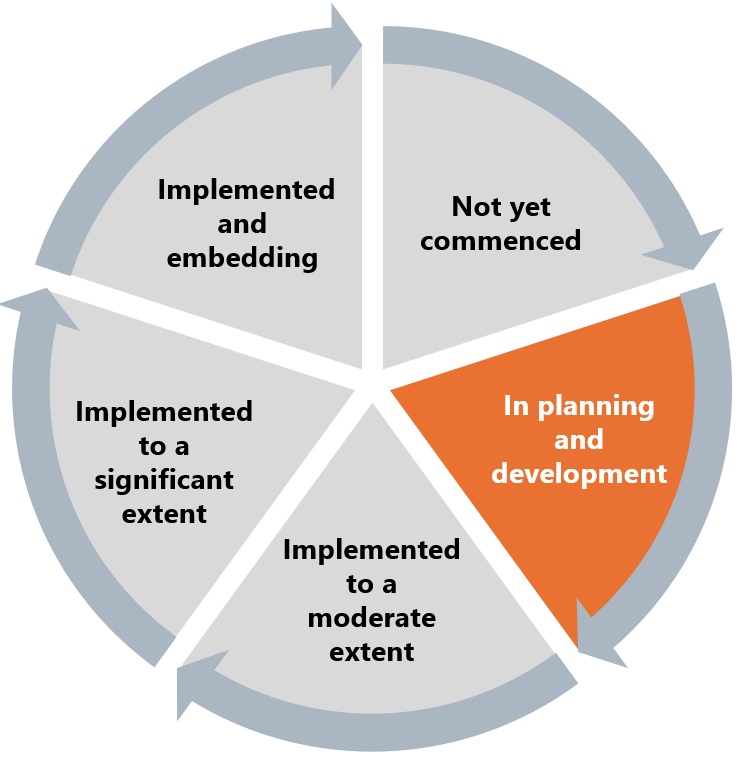 Not yet
commenced
In planning
and
development
Implemented
to a
moderate
extent
Implemented
to a
significant
extent
Implemented
and
embedding